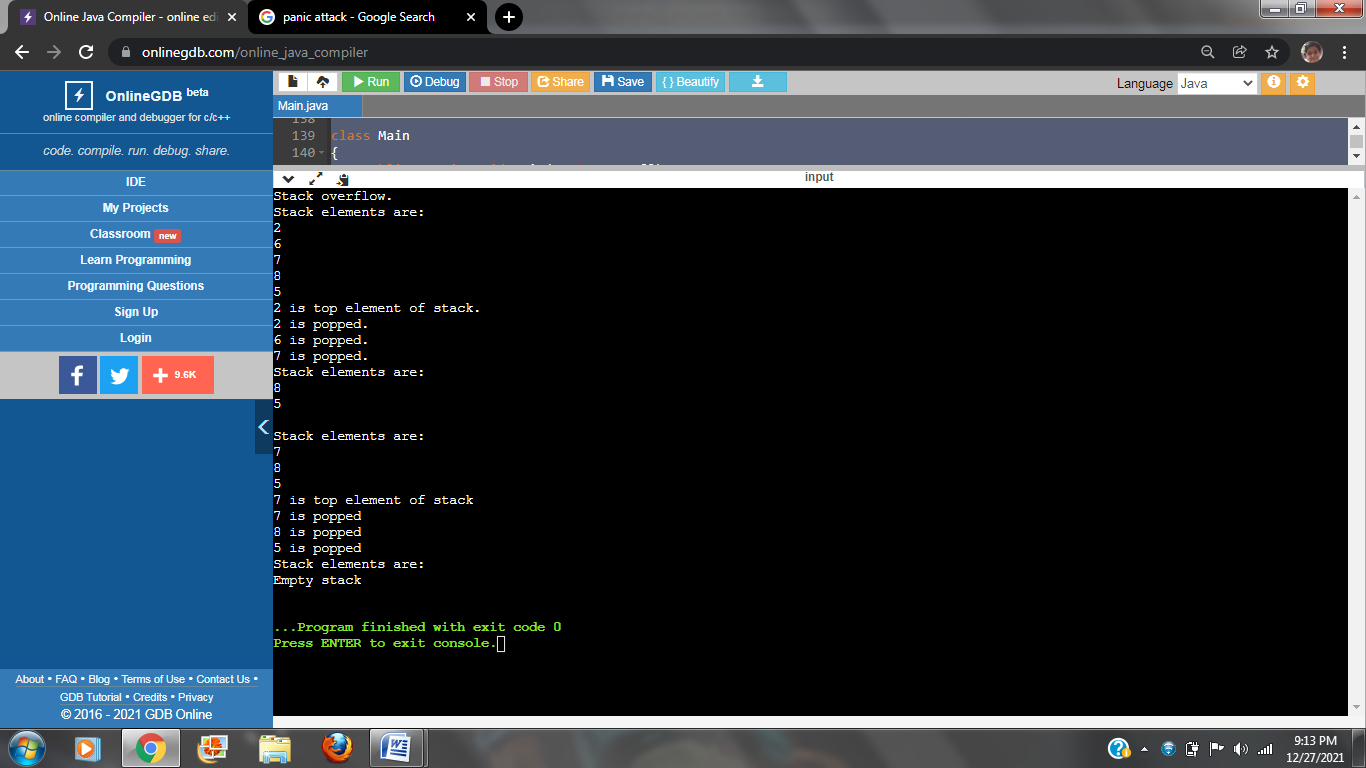 Online Java Compiler - online edi
panic attack - Google Search
onlinegdb.com/online_java_compiler
OnlineGDB beta
online compiler and debugger for c/c++
code. compile. run. debug. share.
IDE
My Projects
Classroom new
Learn Programming
Programming Questions
Sign Up
Login
9.6K
About • FAQ • Blog • Terms of Use • Contact Us •
GDB Tutorial • Credits • Privacy
© 2016 - 2021 GDB Online
Run Debug Stop Share Save { } Beautify
Language Java
Main.java
138
139 class Main
140 {
input
Stack overflow.
Stack elements are:
2
6
7
8
5
2 is top element of stack.
2 is popped.
6 is popped.
7 is popped.
Stack elements are:
8
5
Stack elements are:
7
8
5
7 is top element of stack
7 is popped
8 is popped
5 is popped
Stack elements are:
Empty stack
...Program finished with exit code 0
Press ENTER to exit console.
9:13 PM
12/27/2021